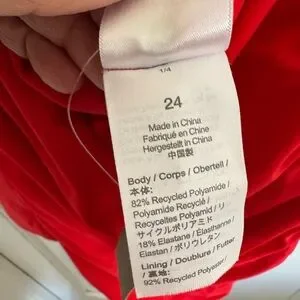 1/4
24
Made in China
Fabriqué en Chine
Hergestellt in China
中国製
Body / Corps / Obertell /
本体:
82% Recycled Polyamide /
Polyamide Recyclé /
Recyceltes Polyamid / リ
サイクルポリアミド
18% Elastane / Élasthanne /
Elastan / ポリウレタン
Lining / Doublure / Futter
/ 裏地:
92% Recycled Polyester/